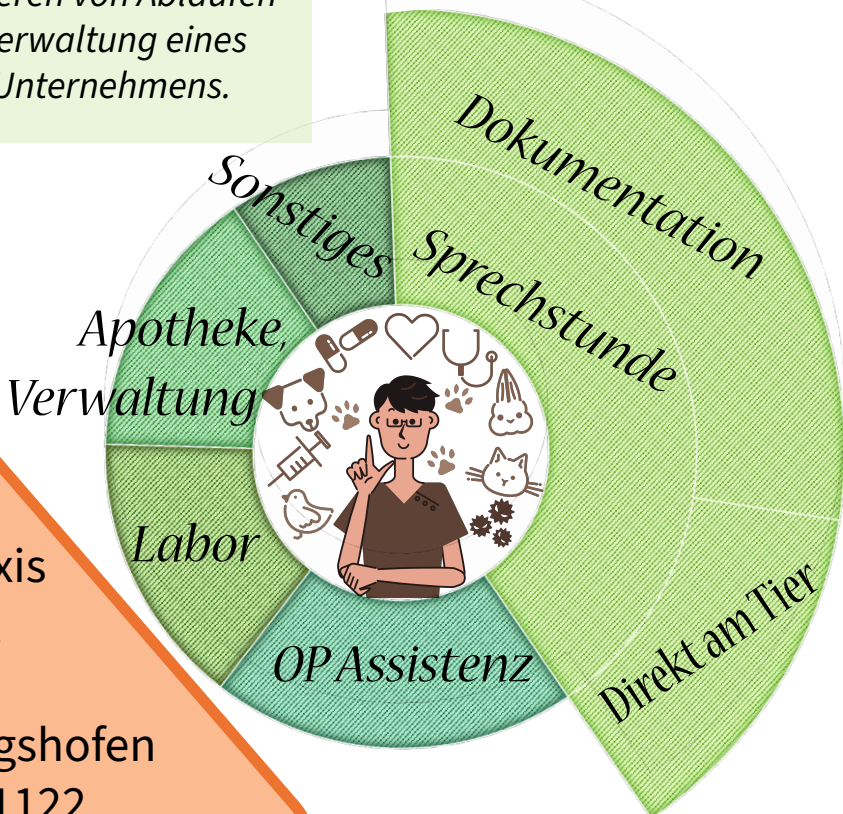 eren von Abläufen
erwaltung eines
Unternehmens.
Dokumentation
Sonstiges
Sprechstunde
Apotheke,
Verwaltung
Labor
OP Assistenz
Direkt am Tier
xis
gshofen
1122